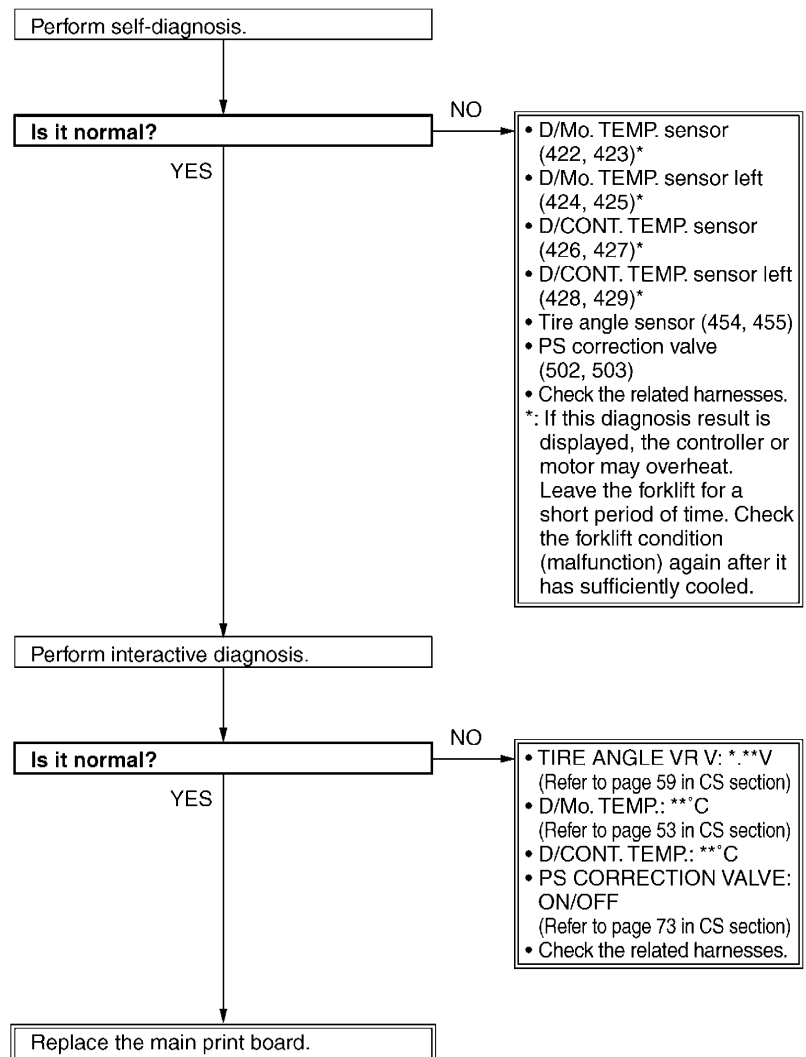 Perform self-diagnosis.
Is it normal?
NO
YES
• D/Mo. TEMP. sensor
(422, 423)*
• D/Mo. TEMP. sensor left
(424, 425)*
• D/CONT. TEMP. sensor
(426, 427)*
• D/CONT. TEMP. sensor left
(428, 429)*
• Tire angle sensor (454, 455)
• PS correction valve
(502, 503)
• Check the related harnesses.
*: If this diagnosis result is
displayed, the controller or
motor may overheat.
Leave the forklift for a
short period of time. Check
the forklift condition
(malfunction) again after it
has sufficiently cooled.
Perform interactive diagnosis.
Is it normal?
NO
YES
• TIRE ANGLE VR V: *.**V
(Refer to page 59 in CS section)
• D/Mo. TEMP.: **˚C
(Refer to page 53 in CS section)
• D/CONT. TEMP.: **˚C
• PS CORRECTION VALVE:
ON/OFF
(Refer to page 73 in CS section)
• Check the related harnesses.
Replace the main print board.